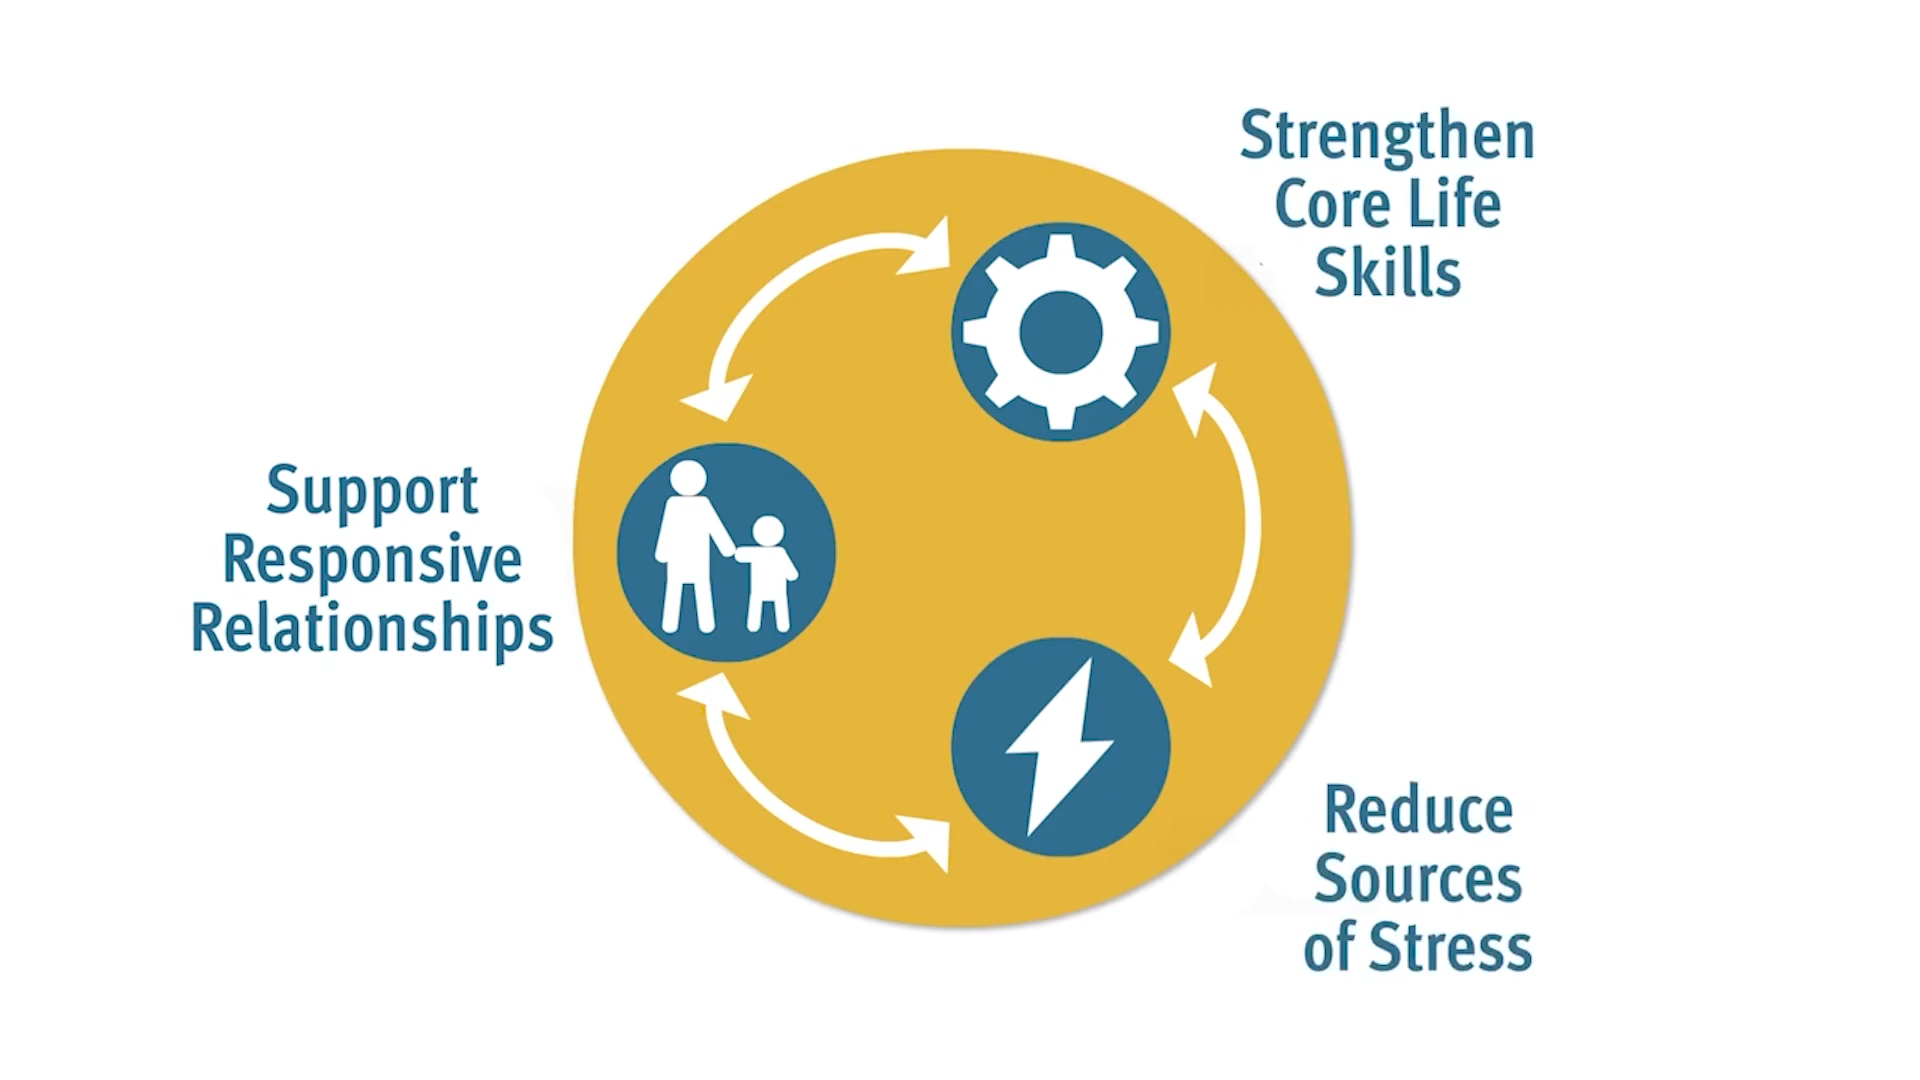 Strengthen
Core Life
Skills
Support
Responsive
Relationships
Reduce
Sources
of Stress